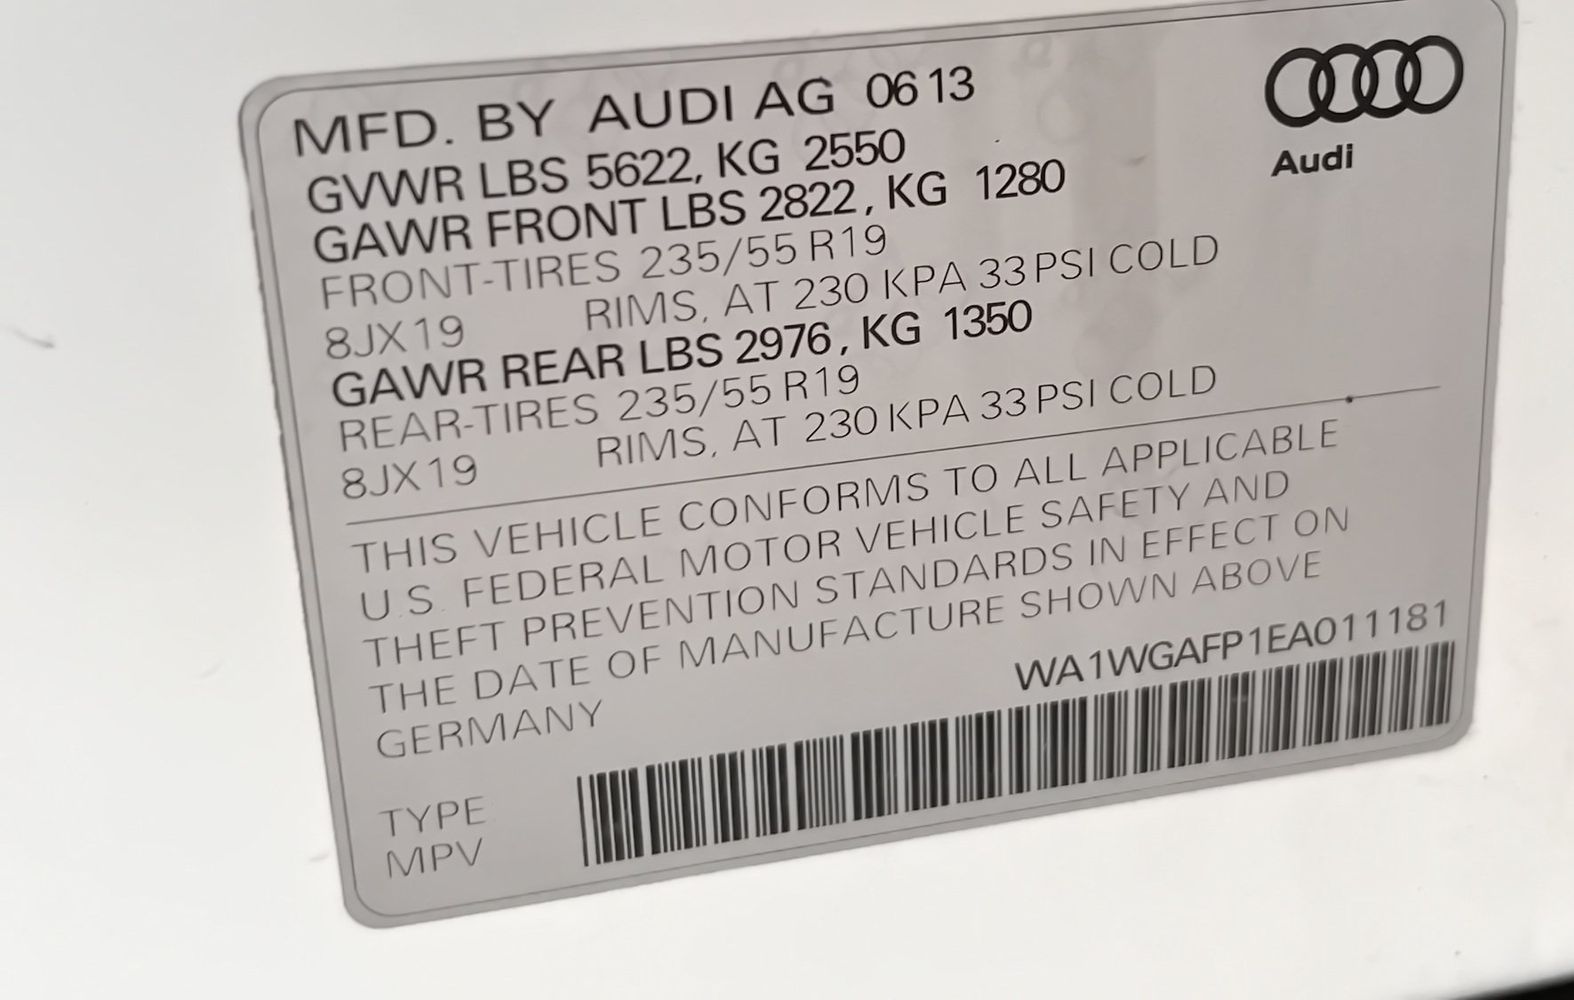 MFD. BY AUDI AG 06 13
Audi
GVWR LBS 5622, KG 2550
GAWR FRONT LBS 2822, KG 1280
FRONT-TIRES 235/55 R19
8JX19 RIMS, AT 230 KPA 33 PSI COLD
GAWR REAR LBS 2976, KG 1350
REAR-TIRES 235/55 R19
8JX19 RIMS, AT 230 KPA 33 PSI COLD
THIS VEHICLE CONFORMS TO ALL APPLICABLE
U.S. FEDERAL MOTOR VEHICLE SAFETY AND
THEFT PREVENTION STANDARDS IN EFFECT ON
THE DATE OF MANUFACTURE SHOWN ABOVE
GERMANY
WA1WGAFP1EA011181
TYPE
MPV